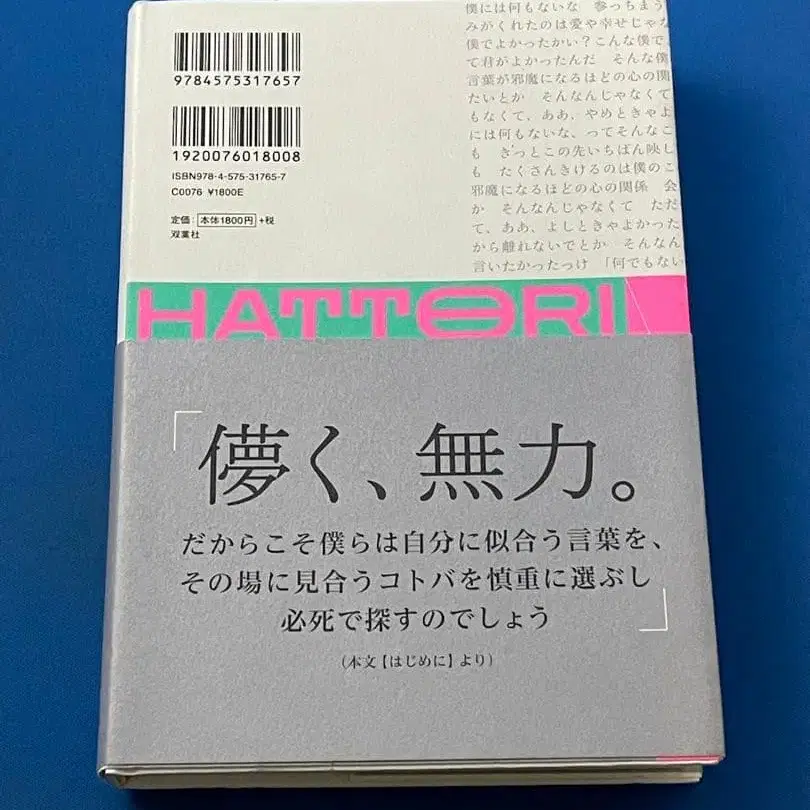 9784575317657
1920076018008
ISBN978-4-575-31765-7
C0076 ¥1800E
定価：本体1800円+税
双葉社
僕には何もないな 参っちまう
みがくれたのは愛や幸せじゃな
僕でよかったかい？こんな僕で、
て君がよかったんだ そんな僕
言葉が邪魔になるほどの心の関
たいとか そんなんじゃなくて
もなくて、ああ、やめときゃよ
には何もないな、ってそんなこ
も きっとこの先いちばん映し
も たくさんきけるのは僕のこ
邪魔になるほどの心の関係 会
か そんなんじゃなくて ただ
て、ああ、よしときゃよかった
から離れないでとか そんなん
言いたかったっけ 「何でもない
HATTORI
「儚く、無力。
だからこそ僕らは自分に似合う言葉を、
その場に見合うコトバを慎重に選ぶし
必死で探すのでしょう」
（本文【はじめに】より）